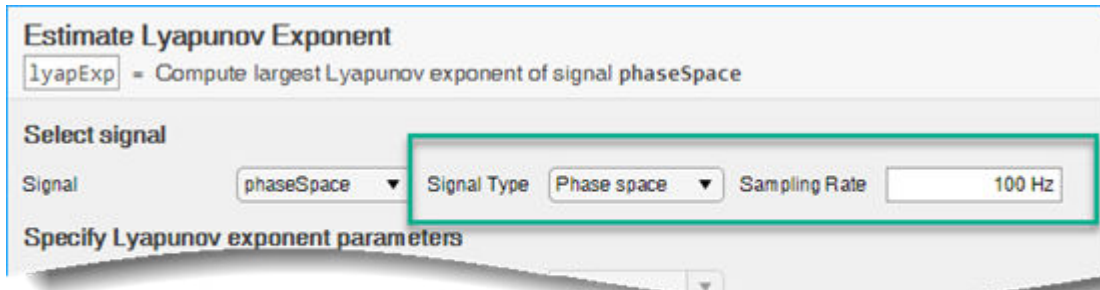 Estimate Lyapunov Exponent
lyapExp = Compute largest Lyapunov exponent of signal phaseSpace
Select signal
Signal phaseSpace Signal Type Phase space Sampling Rate 100 Hz
Specify Lyapunov exponent parameters